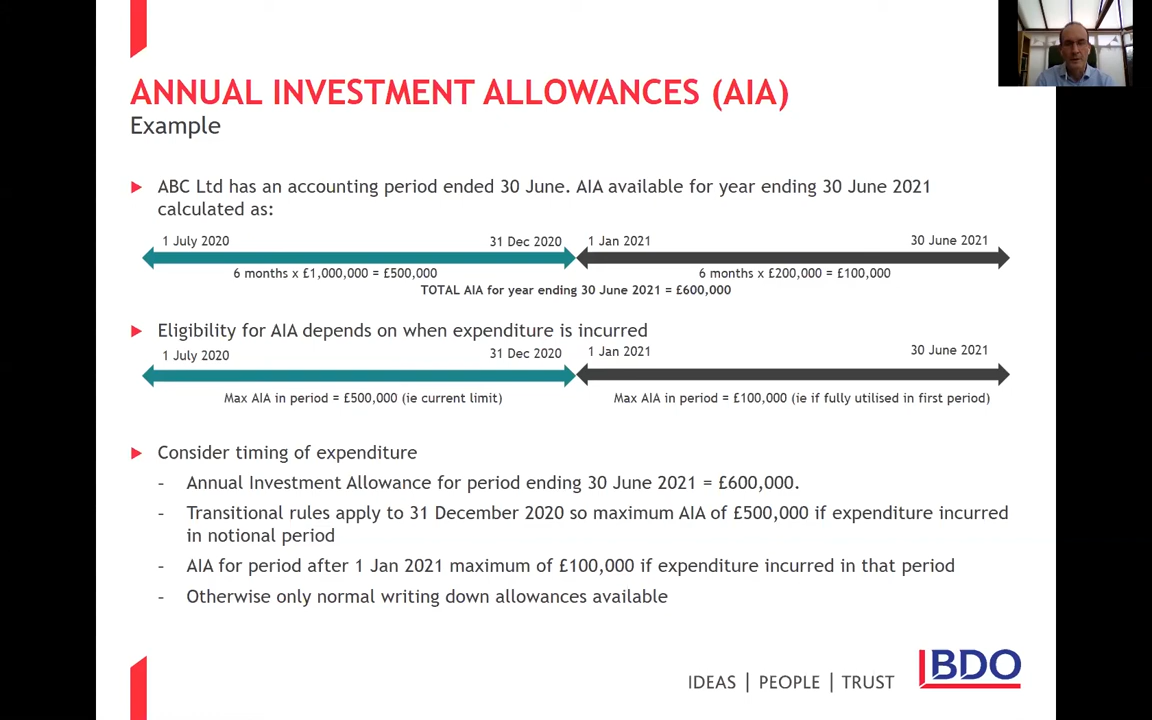 ANNUAL INVESTMENT ALLOWANCES (AIA)
Example
ABC Ltd has an accounting period ended 30 June. AIA available for year ending 30 June 2021
calculated as:
1 July 2020 31 Dec 2020 1 Jan 2021 30 June 2021
6 months x £1,000,000 = £500,000 6 months x £200,000 = £100,000
TOTAL AIA for year ending 30 June 2021 = £600,000
Eligibility for AIA depends on when expenditure is incurred
1 July 2020 31 Dec 2020 1 Jan 2021 30 June 2021
Max AIA in period = £500,000 (ie current limit) Max AIA in period = £100,000 (ie if fully utilised in first period)
Consider timing of expenditure
- Annual Investment Allowance for period ending 30 June 2021 = £600,000.
- Transitional rules apply to 31 December 2020 so maximum AIA of £500,000 if expenditure incurred
in notional period
- AIA for period after 1 Jan 2021 maximum of £100,000 if expenditure incurred in that period
- Otherwise only normal writing down allowances available
IDEAS | PEOPLE | TRUST
BDO